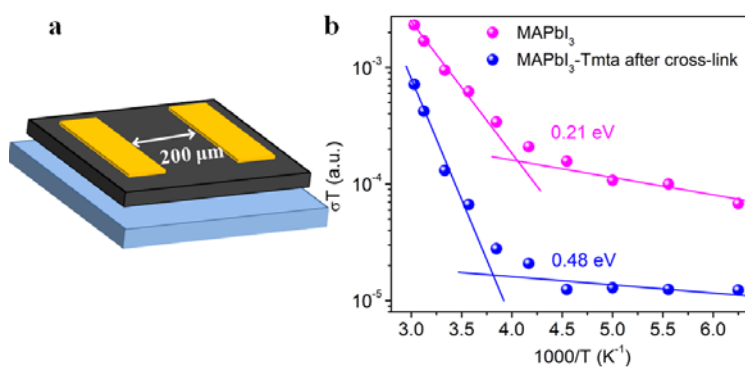 a
200 μm
b
MAPbI₃
MAPbI₃-Tmta after cross-link
0.21 eV
0.48 eV
σT (a.u.)
10⁻³
10⁻⁴
10⁻⁵
3.0 3.5 4.0 4.5 5.0 5.5 6.0
1000/T (K⁻¹)